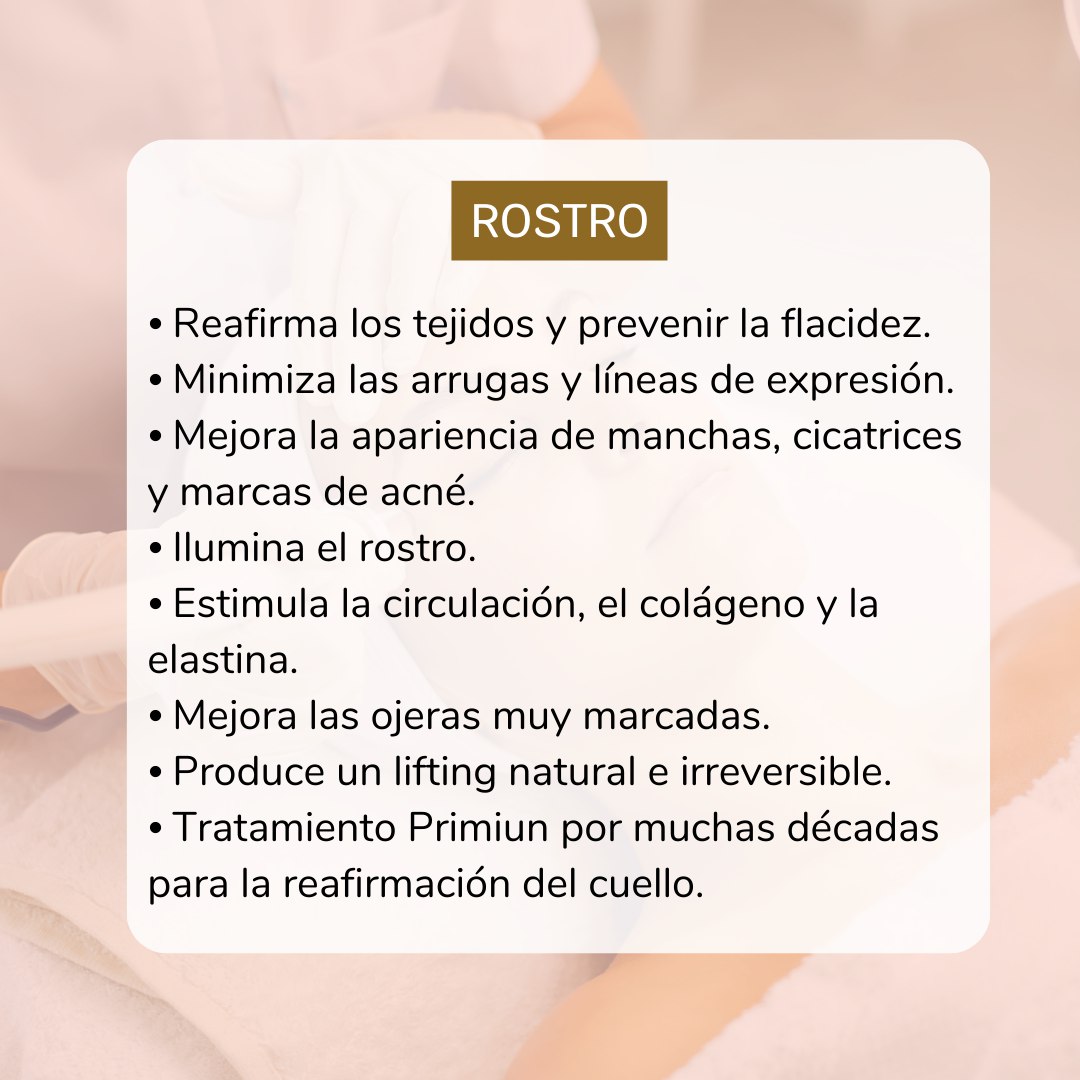 ROSTRO
• Reafirma los tejidos y prevenir la flacidez.
• Minimiza las arrugas y líneas de expresión.
• Mejora la apariencia de manchas, cicatrices
y marcas de acné.
• Ilumina el rostro.
• Estimula la circulación, el colágeno y la
elastina.
• Mejora las ojeras muy marcadas.
• Produce un lifting natural e irreversible.
• Tratamiento Primiun por muchas décadas
para la reafirmación del cuello.